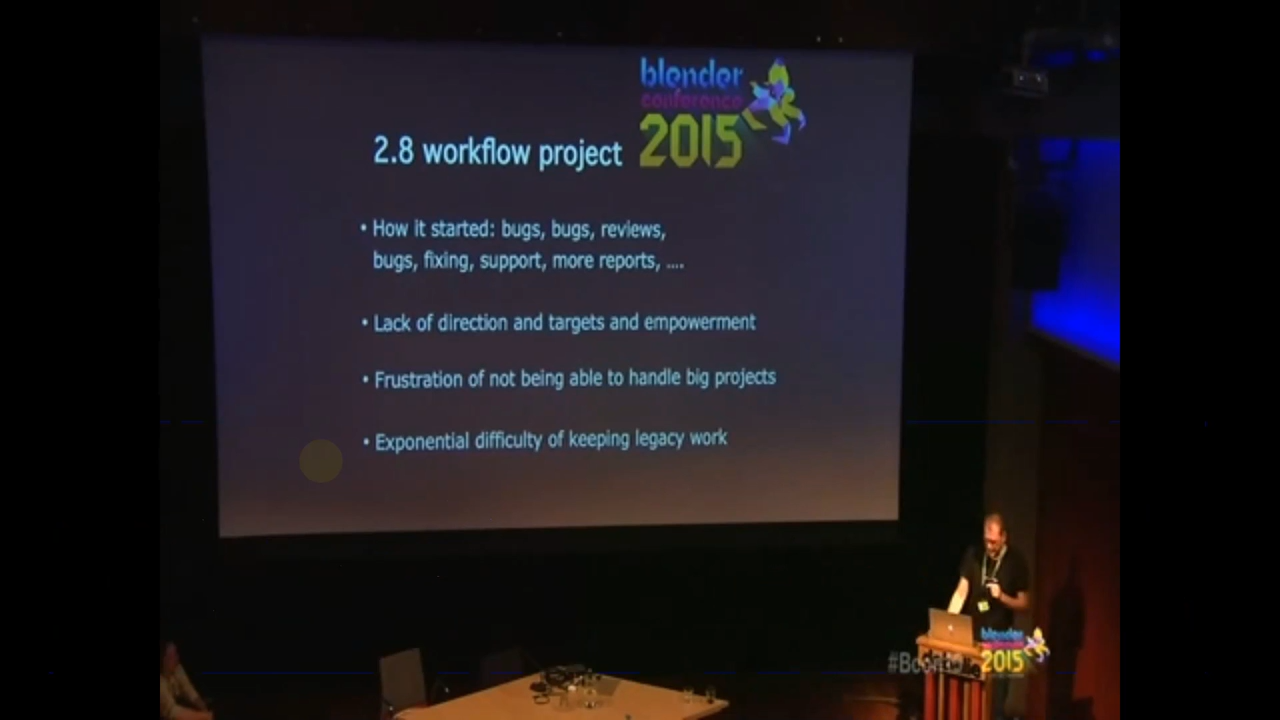 blender
conference
2015
2.8 workflow project
• How it started: bugs, bugs, reviews,
bugs, fixing, support, more reports, ....
• Lack of direction and targets and empowerment
• Frustration of not being able to handle big projects
• Exponential difficulty of keeping legacy work
blender
2015